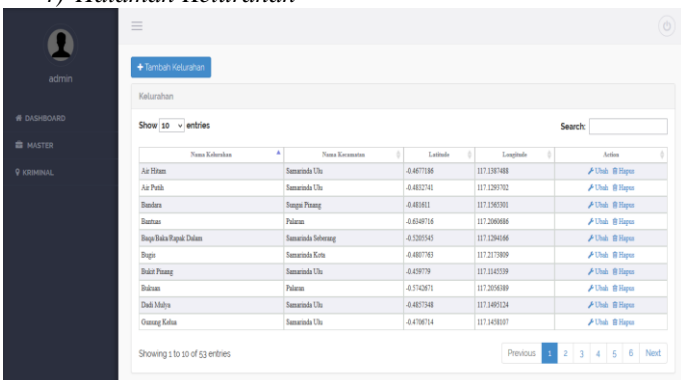 4) Halaman Kelurahan
admin
DASHBOARD
MASTER
KRIMINAL
+ Tambah Kelurahan
Kelurahan
Show 10 entries
Search:
Nama Kelurahan Nama Kecamatan Latitude Longitude Action
Air Hitam Samarinda Ulu -0.4677186 117.1387488 Ubah Hapus
Air Putih Samarinda Ulu -0.4832741 117.1293702 Ubah Hapus
Bandara Sungai Pinang -0.481611 117.1565301 Ubah Hapus
Bantuas Palaran -0.6349716 117.2060686 Ubah Hapus
Baqa/Baka/Rapak Dalam Samarinda Seberang -0.5205345 117.1294166 Ubah Hapus
Bugis Samarinda Kota -0.4807763 117.2173909 Ubah Hapus
Bukit Pinang Samarinda Ulu -0.459779 117.1145539 Ubah Hapus
Bukuan Palaran -0.5742671 117.2056389 Ubah Hapus
Dadi Mulya Samarinda Ulu -0.4857348 117.1495124 Ubah Hapus
Gunung Kelua Samarinda Ulu -0.4706714 117.1458107 Ubah Hapus
Showing 1 to 10 of 53 entries
Previous 1 2 3 4 5 6 Next